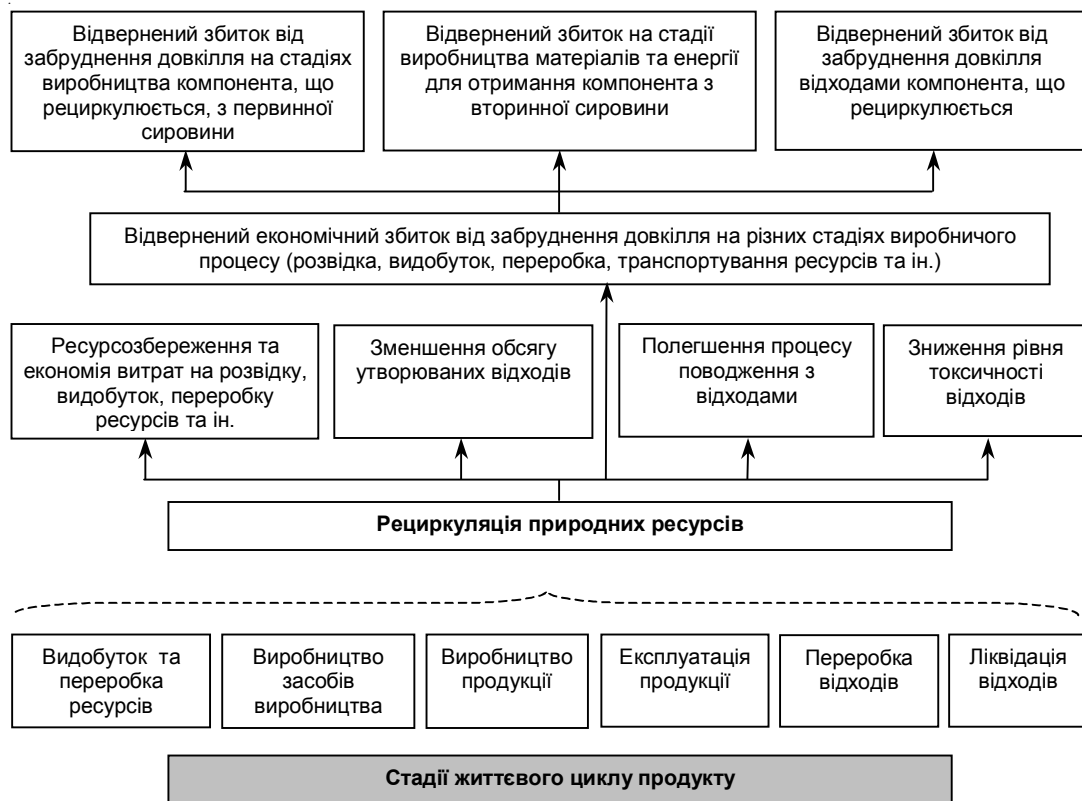 Відвернений збиток від
забруднення довкілля на стадіях
виробництва компонента, що
рециркулюється, з первинної
сировини
Відвернений збиток на стадії
виробництва матеріалів та енергії
для отримання компонента з
вторинної сировини
Відвернений збиток від
забруднення довкілля
відходами компонента, що
рециркулюється
Відвернений економічний збиток від забруднення довкілля на різних стадіях виробничого
процесу (розвідка, видобуток, переробка, транспортування ресурсів та ін.)
Ресурсозбереження та
економія витрат на розвідку,
видобуток, переробку
ресурсів та ін.
Зменшення обсягу
утворюваних відходів
Полегшення процесу
поводження з
відходами
Зниження рівня
токсичності
відходів
Рециркуляція природних ресурсів
Видобуток та
переробка
ресурсів
Виробництво
засобів
виробництва
Виробництво
продукції
Експлуатація
продукції
Переробка
відходів
Ліквідація
відходів
Стадії життєвого циклу продукту